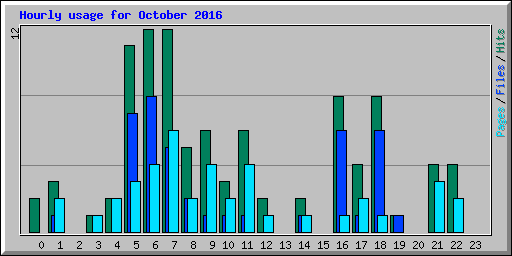 Hourly usage for October 2016
12
Pages/Files/Hits
0 1 2 3 4 5 6 7 8 9 10 11 12 13 14 15 16 17 18 19 20 21 22 23